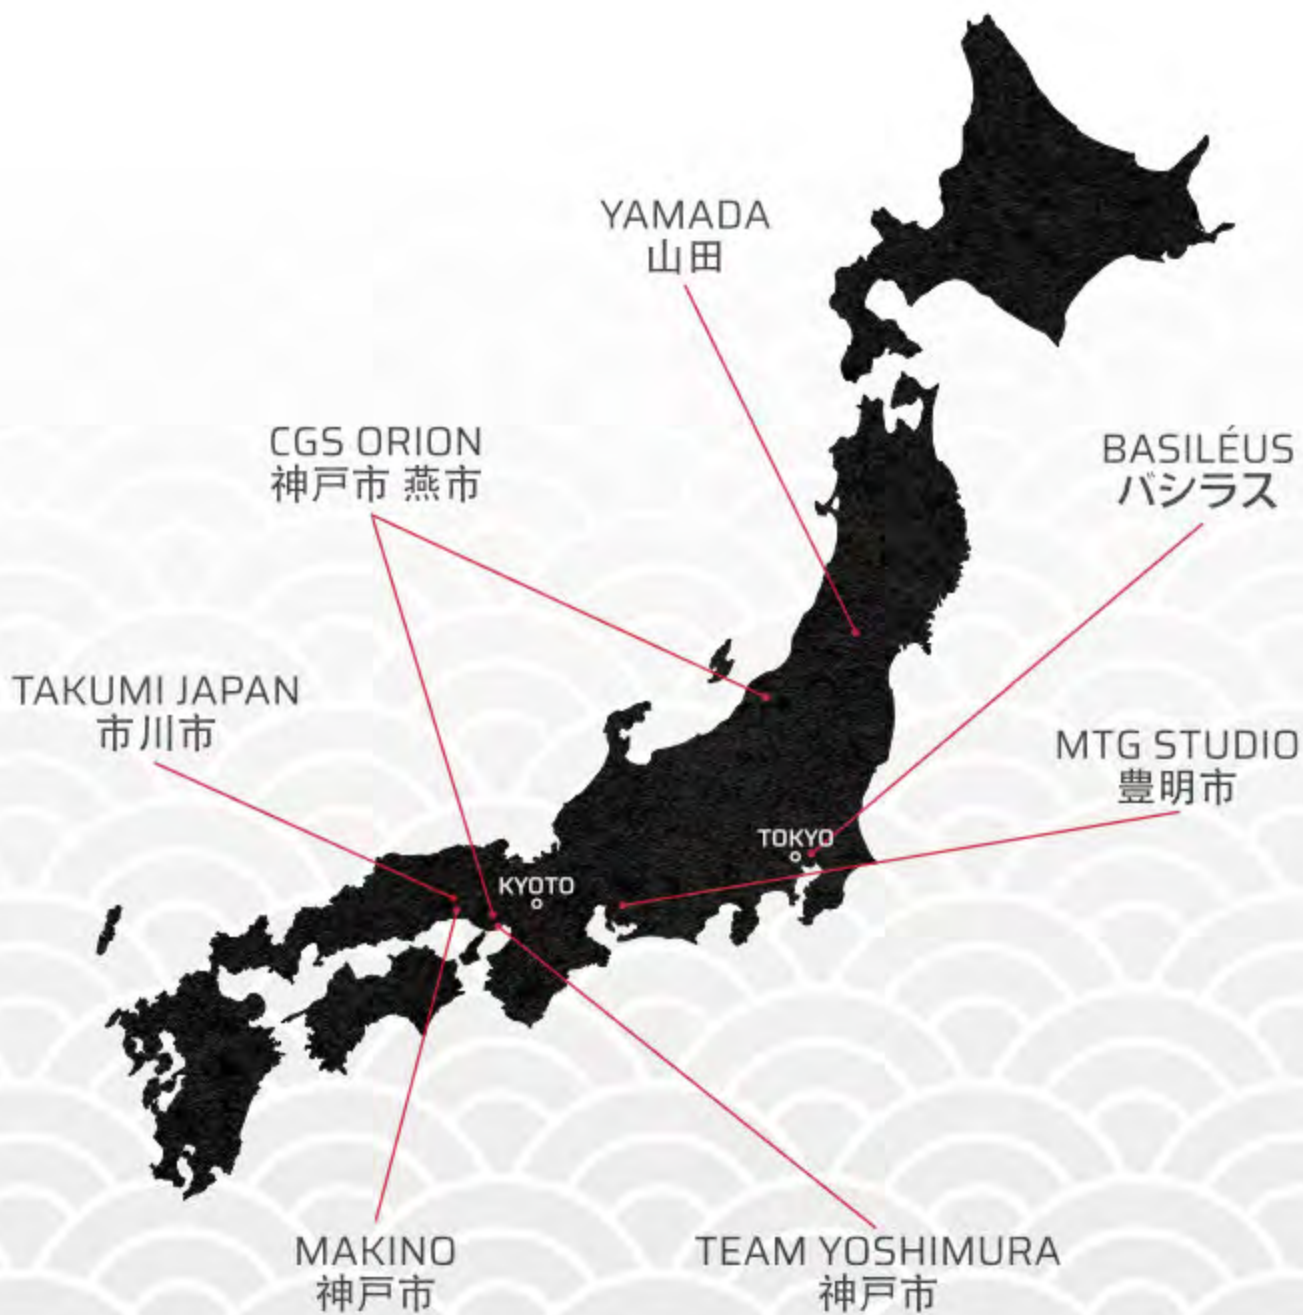 YAMADA
山田
CGS ORION
神戸市 燕市
BASILÉUS
バシラス
TAKUMI JAPAN
市川市
MTG STUDIO
豊明市
TOKYO
KYOTO
MAKINO
神戸市
TEAM YOSHIMURA
神戸市